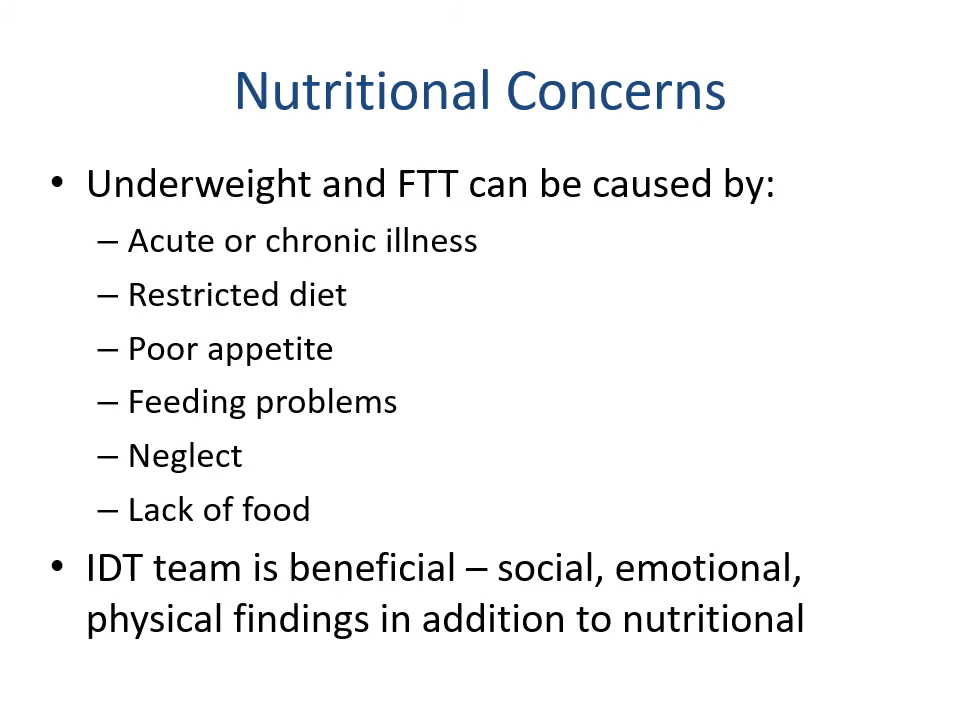 Nutritional Concerns
• Underweight and FTT can be caused by:
– Acute or chronic illness
– Restricted diet
– Poor appetite
– Feeding problems
– Neglect
– Lack of food
• IDT team is beneficial – social, emotional,
physical findings in addition to nutritional